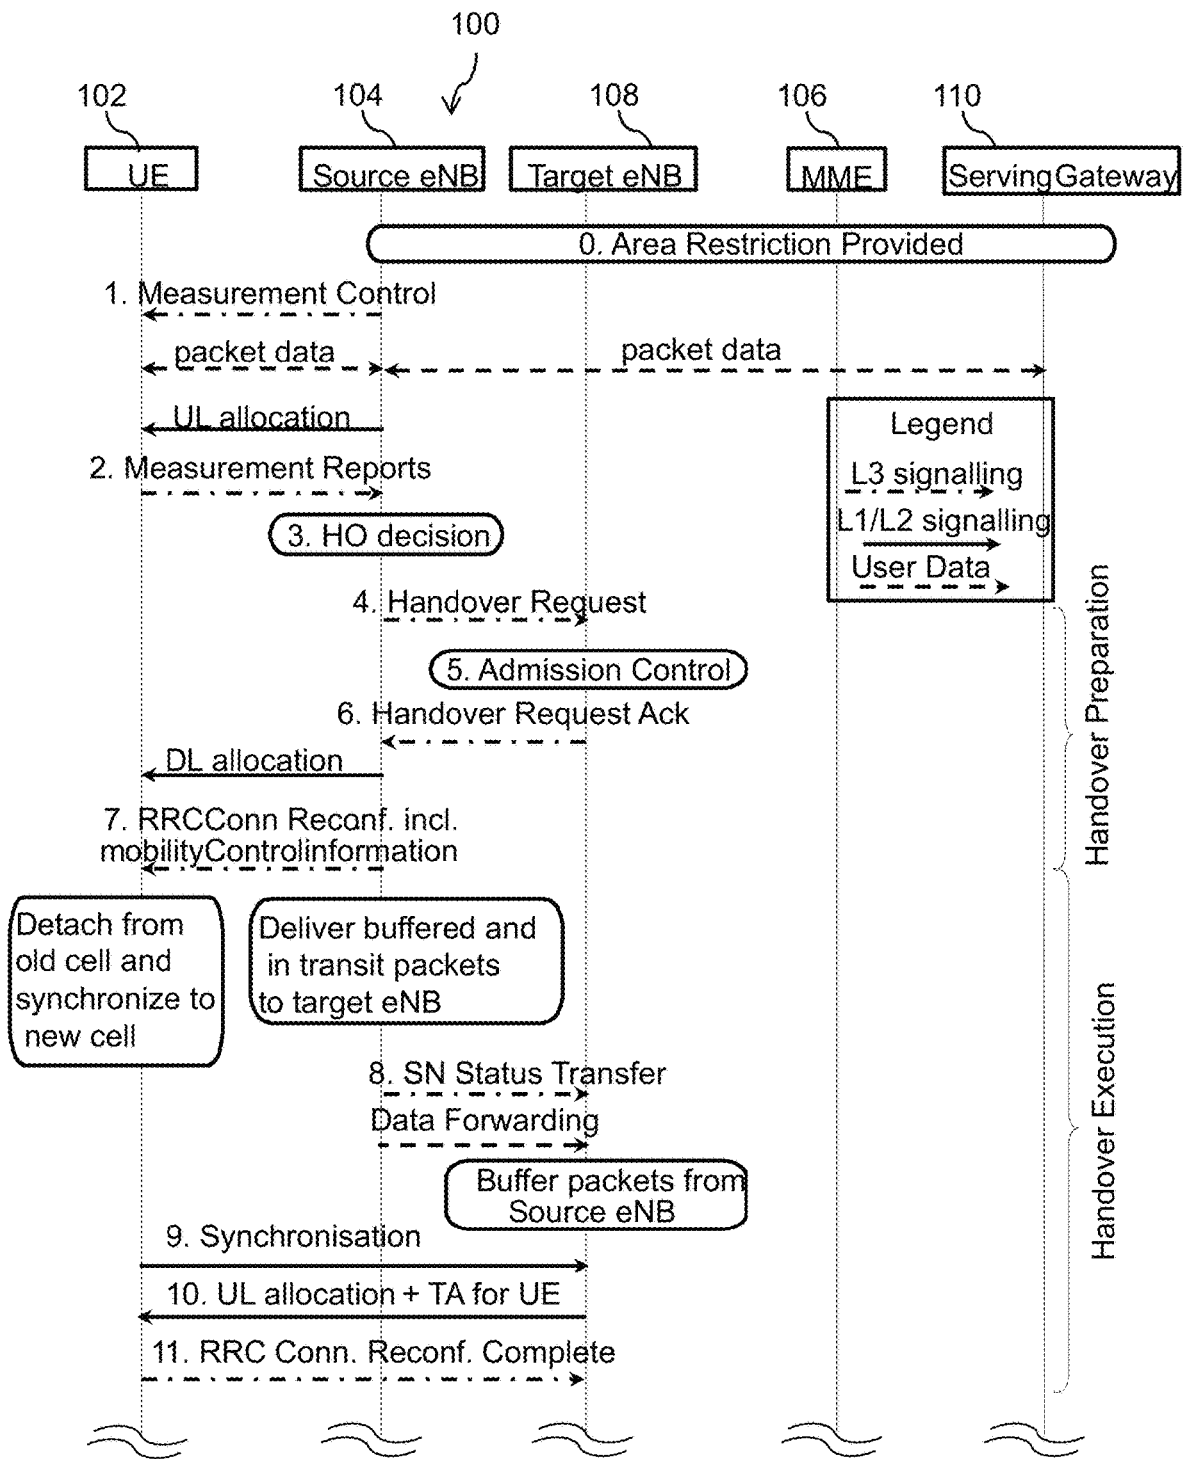 100
102
104
108
106
110
UE
Source eNB
Target eNB
MME
Serving Gateway
0. Area Restriction Provided
1. Measurement Control
packet data
packet data
UL allocation
Legend
L3 signalling
L1/L2 signalling
User Data
2. Measurement Reports
3. HO decision
4. Handover Request
5. Admission Control
6. Handover Request Ack
DL allocation
7. RRCConn Reconf. incl.
mobilityControlinformation
Handover Preparation
Detach from
old cell and
synchronize to
new cell
Deliver buffered and
in transit packets
to target eNB
8. SN Status Transfer
Data Forwarding
Buffer packets from
Source eNB
9. Synchronisation
10. UL allocation + TA for UE
11. RRC Conn. Reconf. Complete
Handover Execution